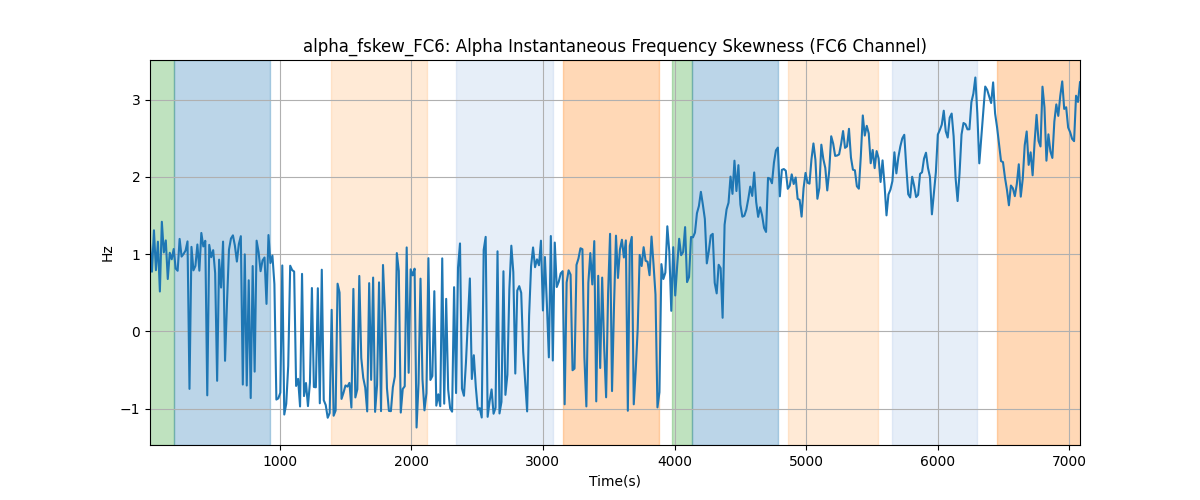 alpha_fskew_FC6: Alpha Instantaneous Frequency Skewness (FC6 Channel)
3
2
1
0
−1
Hz
1000 2000 3000 4000 5000 6000 7000
Time(s)